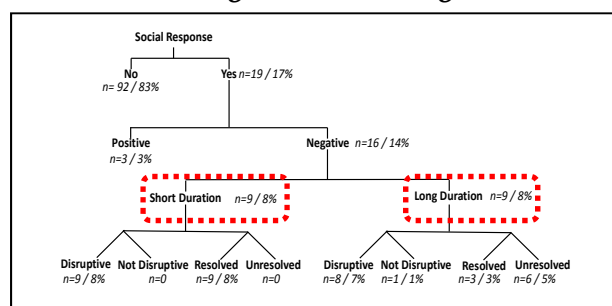 Social Response
No
n= 92 / 83%
Yes n=19 / 17%
Positive
n=3 / 3%
Negative n=16 / 14%
Short Duration n=9 / 8%
Long Duration n=9 / 8%
Disruptive
n=9 / 8%
Not Disruptive
n=0
Resolved
n=9 / 8%
Unresolved
n=0
Disruptive
n=8 / 7%
Not Disruptive
n=1 / 1%
Resolved
n=3 / 3%
Unresolved
n=6 / 5%